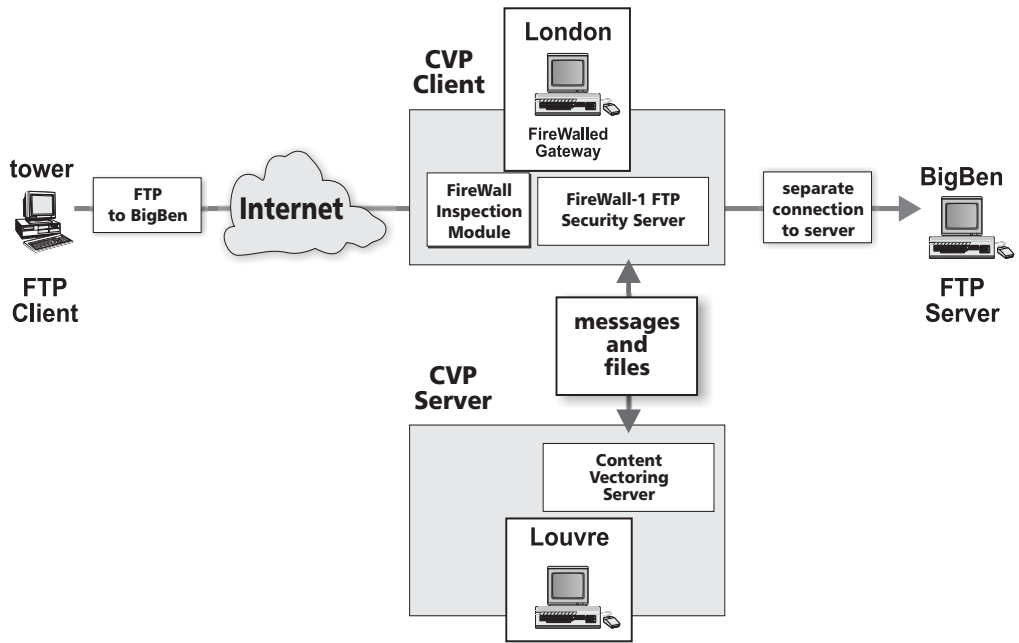 London
CVP
Client
FireWalled
Gateway
tower
FTP
to BigBen
Internet
FireWall
Inspection
Module
FireWall-1 FTP
Security Server
separate
connection
to server
BigBen
FTP
Client
FTP
Server
messages
and
files
CVP
Server
Content
Vectoring
Server
Louvre